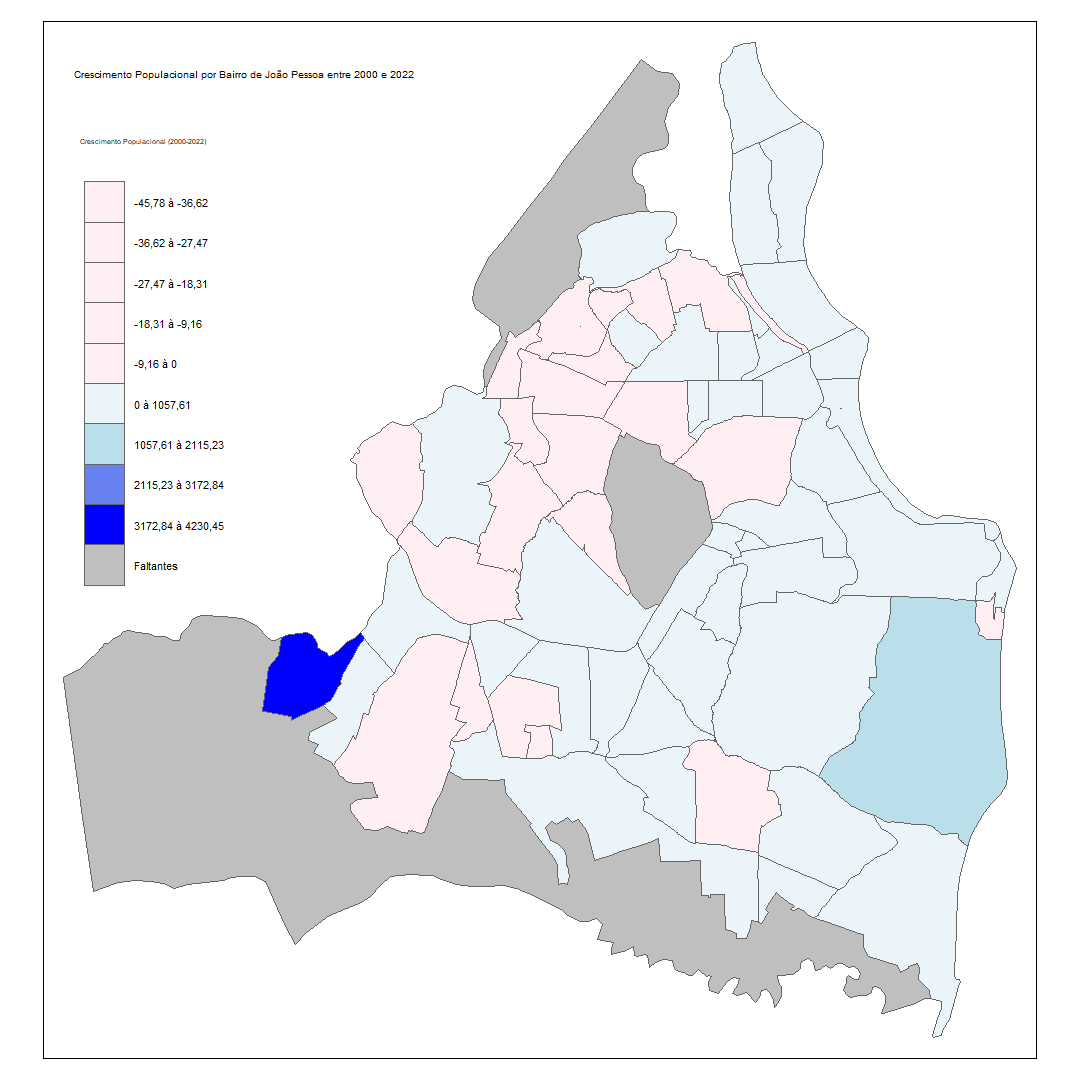 Crescimento Populacional por Bairro de João Pessoa entre 2000 e 2022
Crescimento Populacional (2000-2022)
-45,78 à -36,62
-36,62 à -27,47
-27,47 à -18,31
-18,31 à -9,16
-9,16 à 0
0 à 1057,61
1057,61 à 2115,23
2115,23 à 3172,84
3172,84 à 4230,45
Faltantes